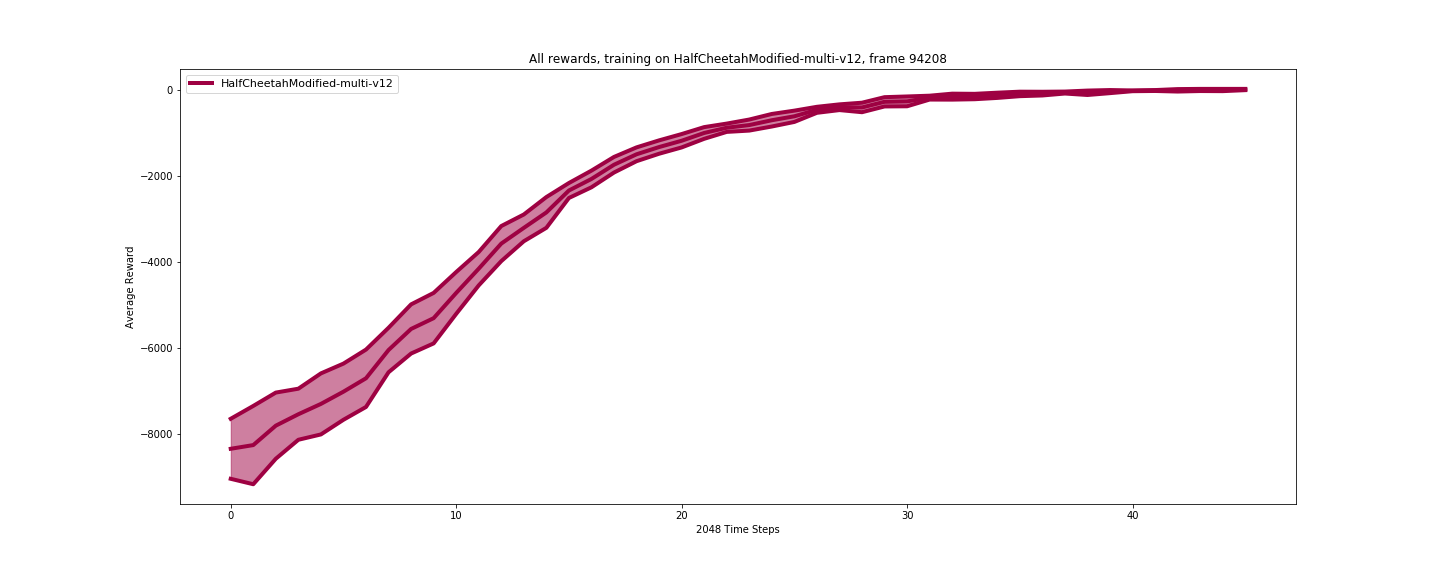 All rewards, training on HalfCheetahModified-multi-v12, frame 94208
HalfCheetahModified-multi-v12
0
−2000
−4000
−6000
−8000
Average Reward
0 10 20 30 40
2048 Time Steps